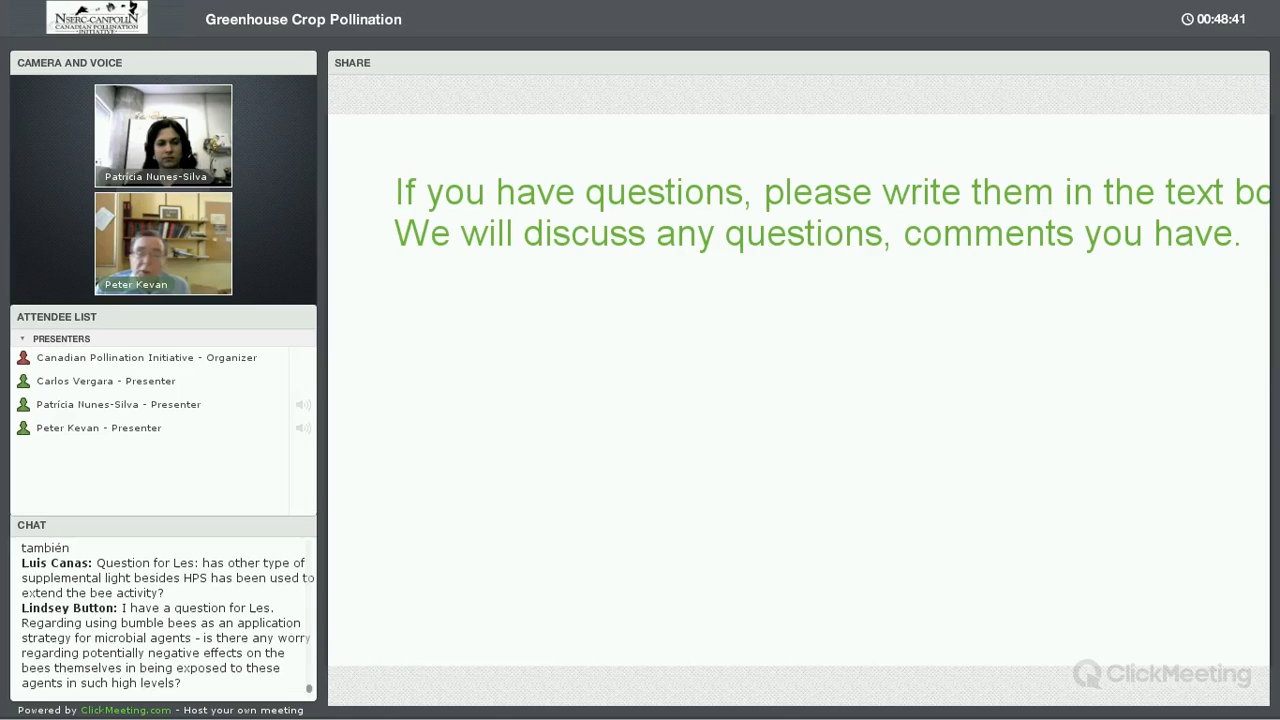 NSERC-CANPOLIN
CANADIAN POLLINATION
INITIATIVE
Greenhouse Crop Pollination
00:48:41
CAMERA AND VOICE
Patrícia Nunes-Silva
Peter Kevan
ATTENDEE LIST
PRESENTERS
Canadian Pollination Initiative - Organizer
Carlos Vergara - Presenter
Patrícia Nunes-Silva - Presenter
Peter Kevan - Presenter
CHAT
también
Luis Canas: Question for Les: has other type of
supplemental light besides HPS has been used to
extend the bee activity?
Lindsey Button: I have a question for Les.
Regarding using bumble bees as an application
strategy for microbial agents - is there any worry
regarding potentially negative effects on the
bees themselves in being exposed to these
agents in such high levels?
Powered by ClickMeeting.com - Host your own meeting
SHARE
If you have questions, please write them in the text bo
We will discuss any questions, comments you have.
ClickMeeting